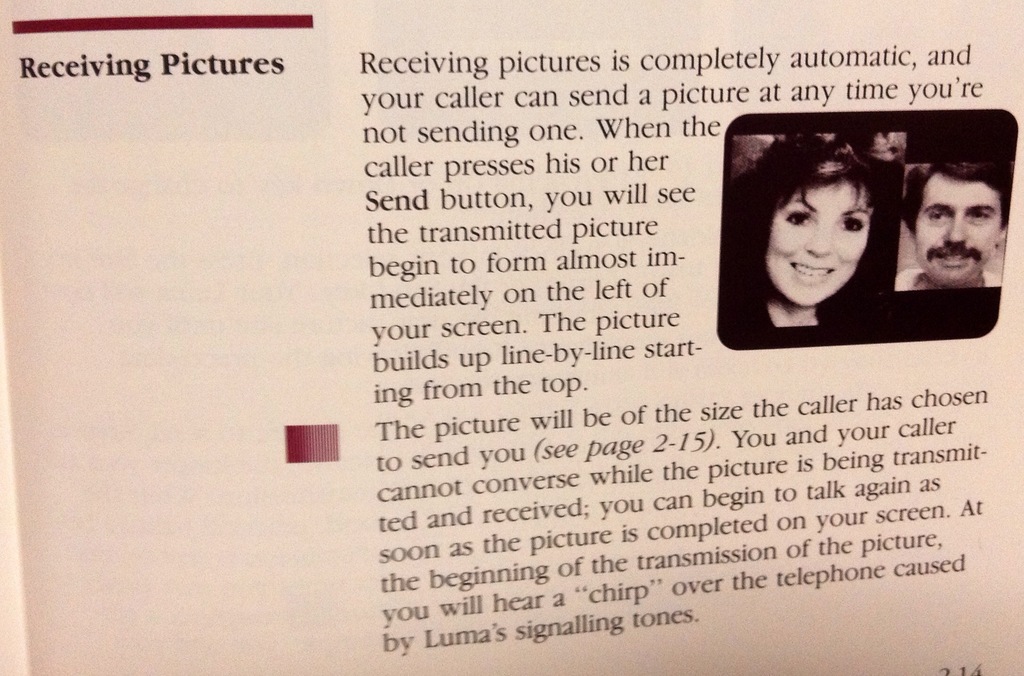 Receiving Pictures
Receiving pictures is completely automatic, and
your caller can send a picture at any time you're
not sending one. When the
caller presses his or her
Send button, you will see
the transmitted picture
begin to form almost im-
mediately on the left of
your screen. The picture
builds up line-by-line start-
ing from the top.
The picture will be of the size the caller has chosen
to send you (see page 2-15). You and your caller
cannot converse while the picture is being transmit-
ted and received; you can begin to talk again as
soon as the picture is completed on your screen. At
the beginning of the transmission of the picture,
you will hear a “chirp” over the telephone caused
by Luma's signalling tones.
2-14